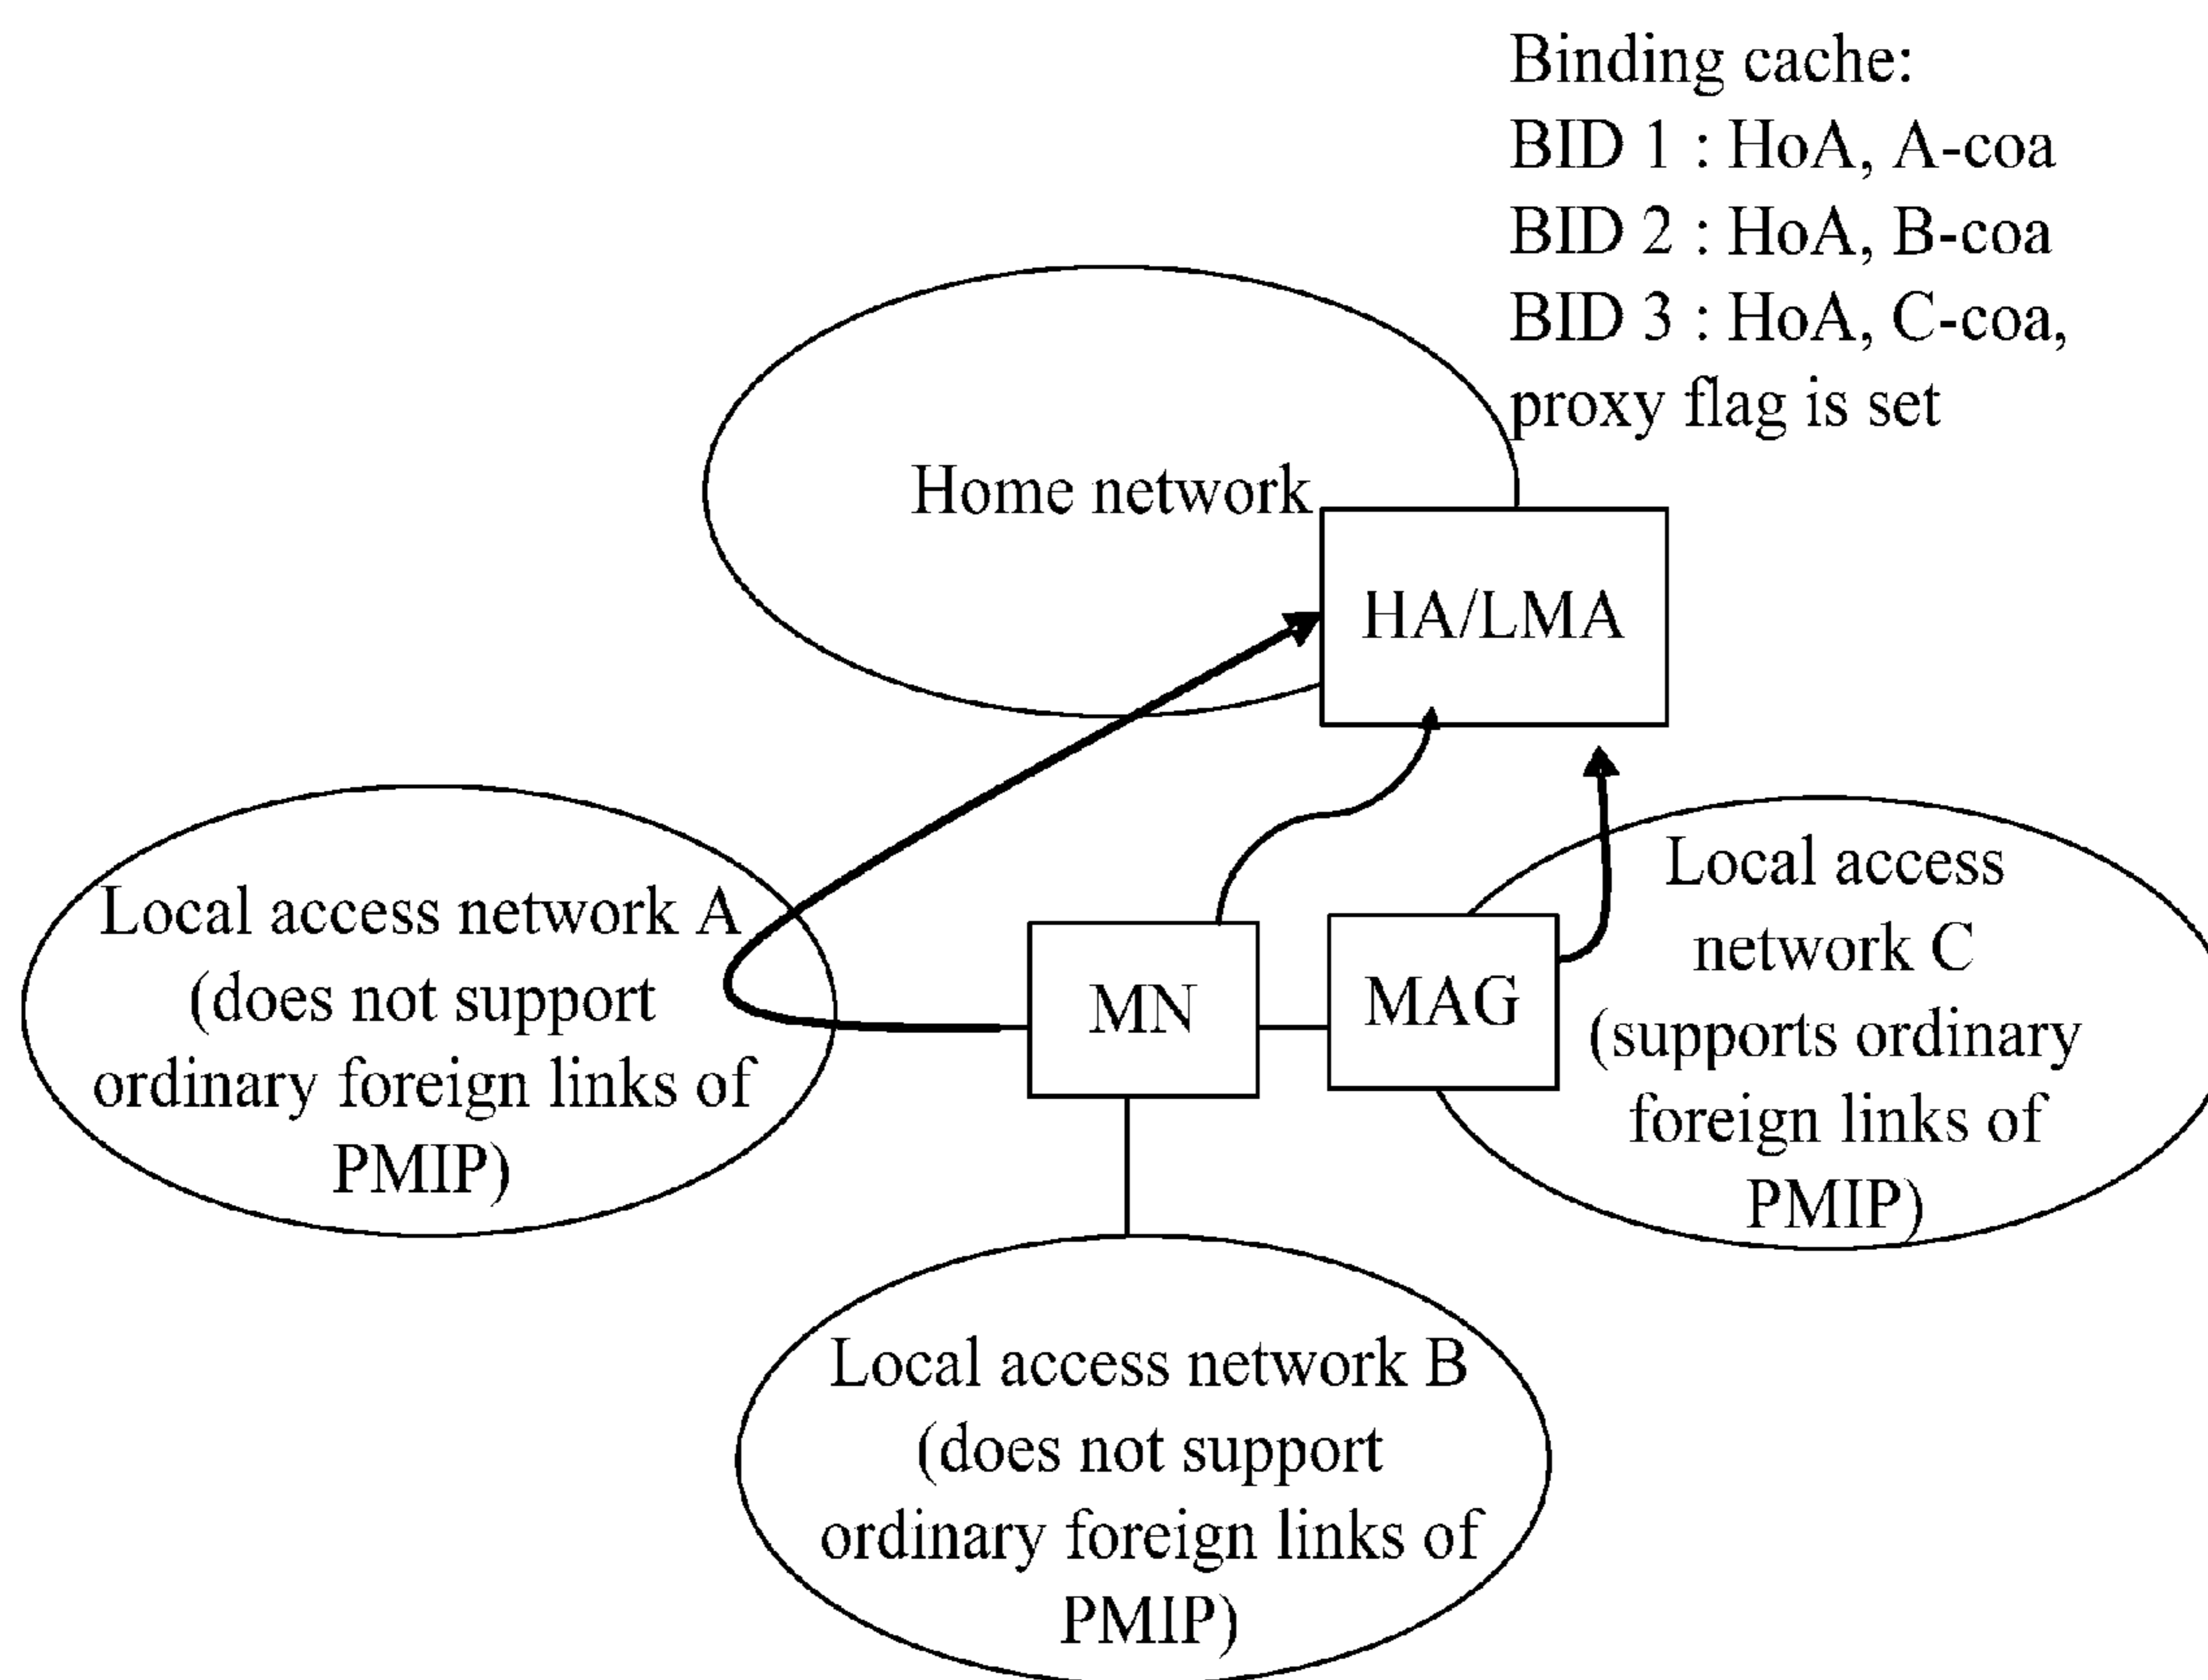 Binding cache:
BID 1 : HoA, A-coa
BID 2 : HoA, B-coa
BID 3 : HoA, C-coa,
proxy flag is set
Home network
HA/LMA
Local access network A
(does not support
ordinary foreign links of
PMIP)
MN
MAG
Local access
network C
(supports ordinary
foreign links of
PMIP)
Local access network B
(does not support
ordinary foreign links of
PMIP)